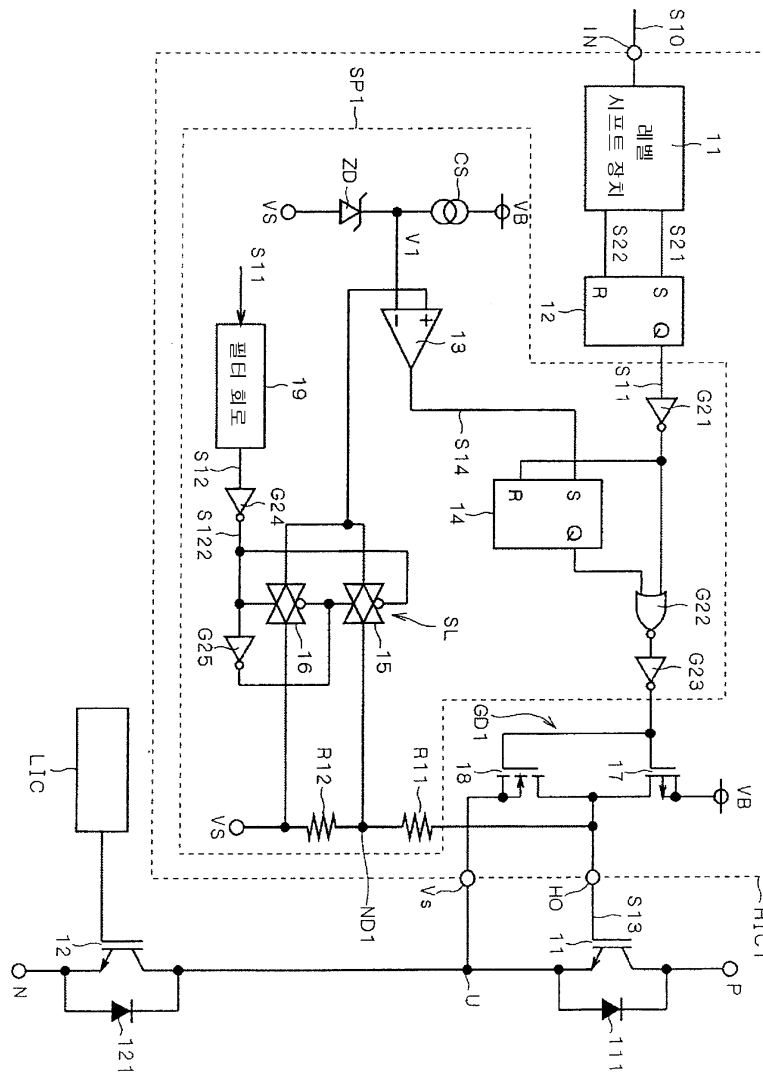 S10
IN
레벨
시프트 장치
11
S21
S22
S
R
Q
12
S11
G21
SP1
ZD
VS
CS
VB
V1
13
S14
S
R
Q
14
G22
G23
S11
필터 회로
19
S12
G24
S122
G25
16
15
SL
GD1
17
18
VB
R11
R12
VS
ND1
Vs
HO
S13
HIC1
11
P
111
U
LIC
12
N
121